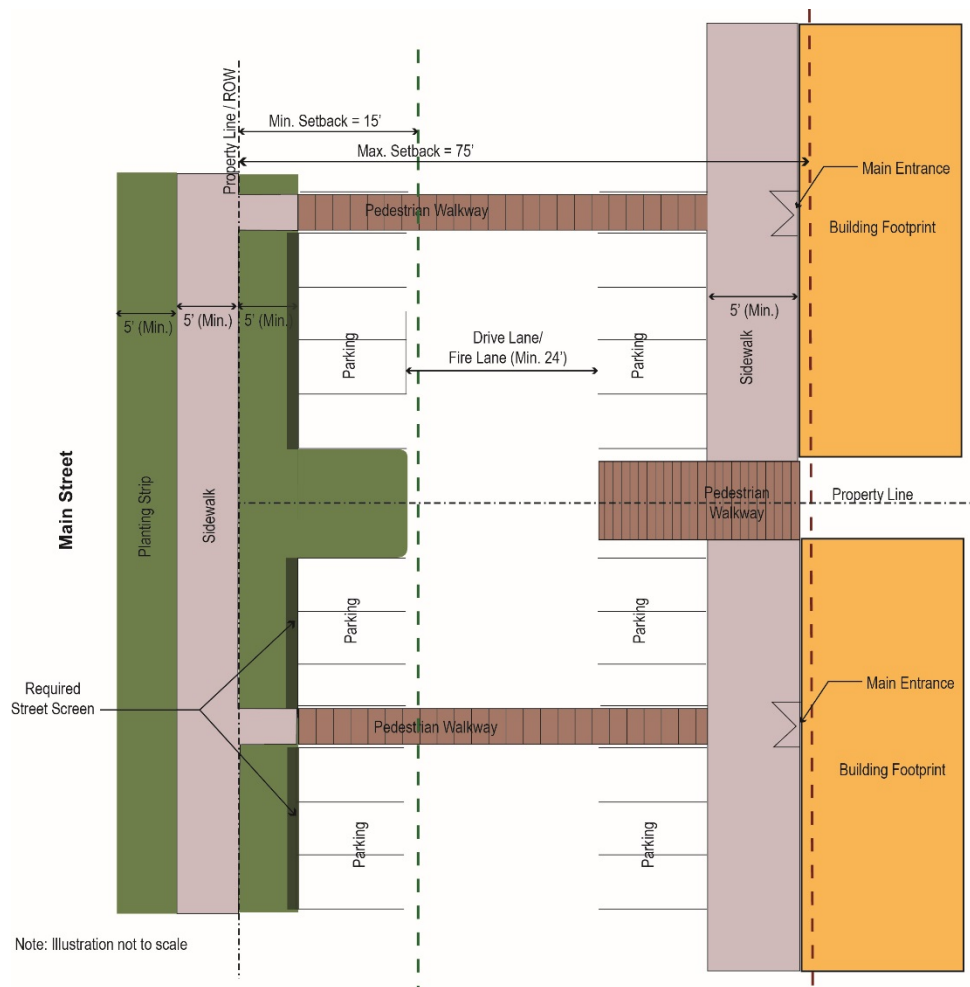 Property Line / ROW
Min. Setback = 15’
Max. Setback = 75’
Main Entrance
Pedestrian Walkway
Building Footprint
5’ (Min.)
5’ (Min.)
5’ (Min.)
5’ (Min.)
Parking
Drive Lane/
Fire Lane (Min. 24’)
Parking
Sidewalk
Main Street
Planting Strip
Sidewalk
Pedestrian
Walkway
Property Line
Parking
Parking
Required
Street Screen
Main Entrance
Pedestrian Walkway
Building Footprint
Parking
Parking
Note: Illustration not to scale